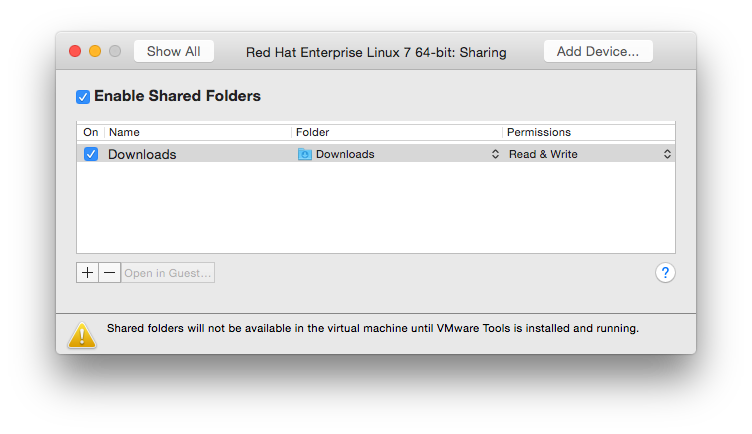 Show All Red Hat Enterprise Linux 7 64-bit: Sharing Add Device...
Enable Shared Folders
On Name Folder Permissions
Downloads Downloads Read & Write
+ − Open in Guest... ?
Shared folders will not be available in the virtual machine until VMware Tools is installed and running.